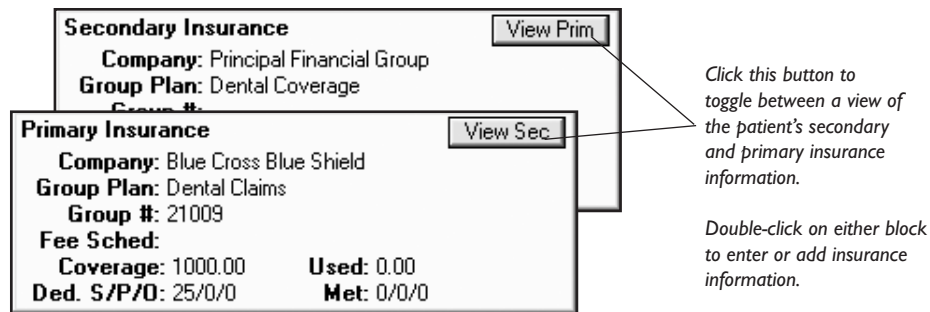 Secondary Insurance
View Prim
Company: Principal Financial Group
Group Plan: Dental Coverage
Group #:
Primary Insurance
View Sec
Company: Blue Cross Blue Shield
Group Plan: Dental Claims
Group #: 21009
Fee Sched:
Coverage: 1000.00 Used: 0.00
Ded. S/P/O: 25/0/0 Met: 0/0/0
Click this button to
toggle between a view of
the patient's secondary
and primary insurance
information.
Double-click on either block
to enter or add insurance
information.